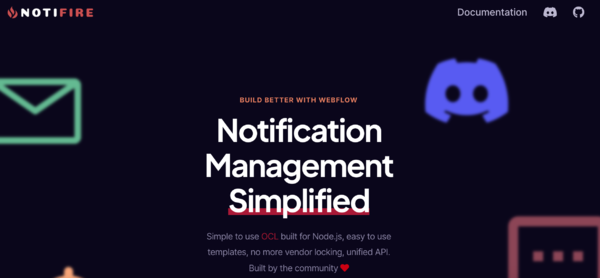 NOTIFIRE
Documentation
BUILD BETTER WITH WEBFLOW
Notification
Management
Simplified
Simple to use OCL built for Node.js, easy to use
templates, no more vendor locking, unified API.
Built by the community